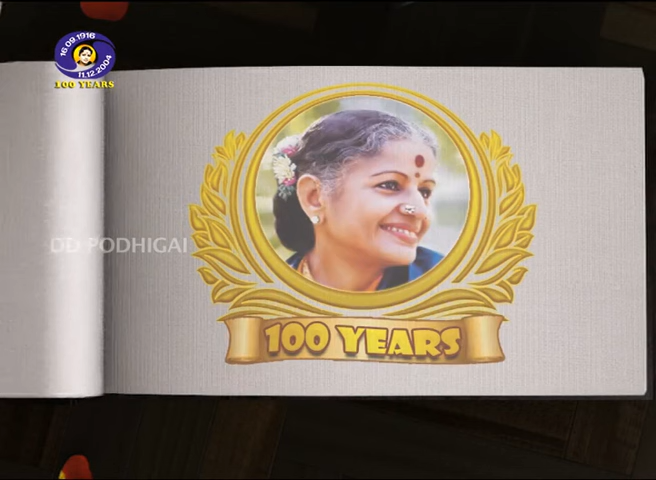 16.09.1916
11.12.2004
100 YEARS
DD PODHIGAI
100 YEARS